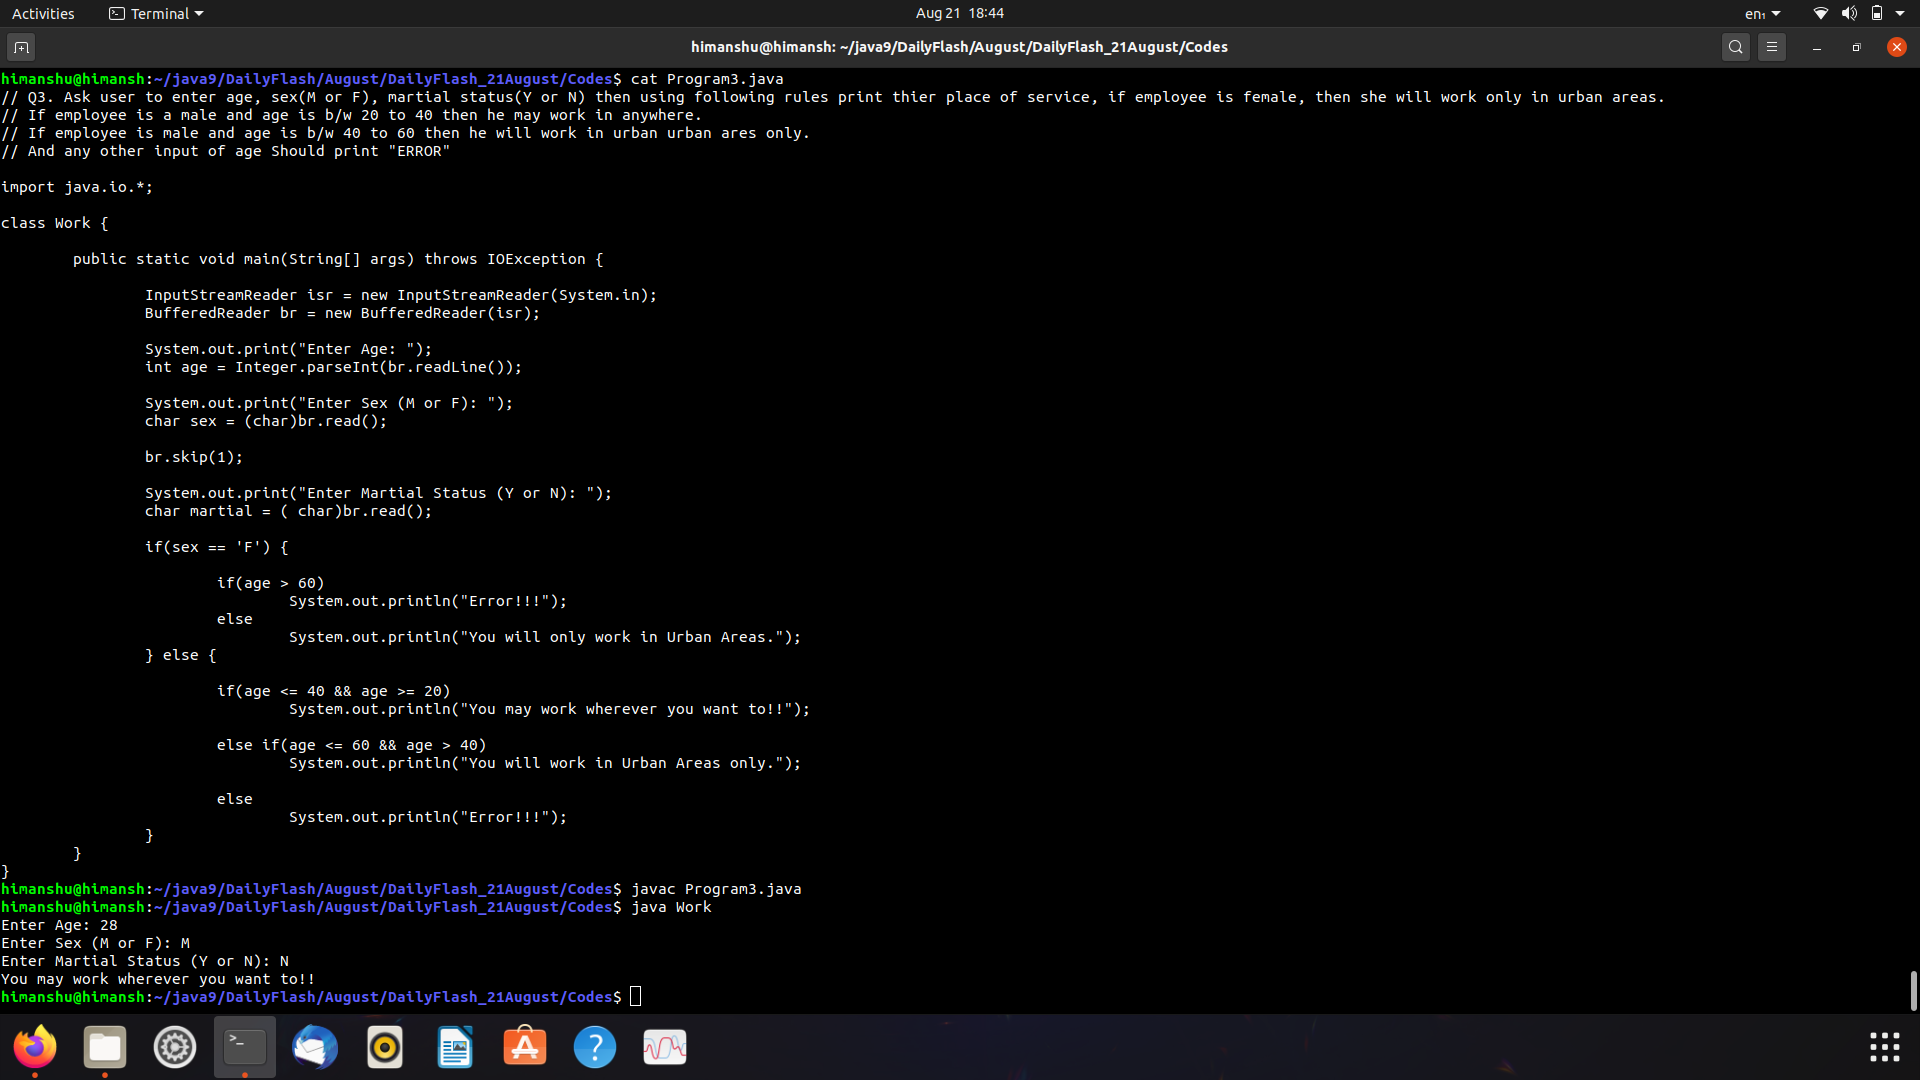 Activities Terminal Aug 21 18:44 en₁
himanshu@himansh: ~/java9/DailyFlash/August/DailyFlash_21August/Codes
himanshu@himansh:~/java9/DailyFlash/August/DailyFlash_21August/Codes$ cat Program3.java
// Q3. Ask user to enter age, sex(M or F), martial status(Y or N) then using following rules print thier place of service, if employee is female, then she will work only in urban areas.
// If employee is a male and age is b/w 20 to 40 then he may work in anywhere.
// If employee is male and age is b/w 40 to 60 then he will work in urban urban ares only.
// And any other input of age Should print "ERROR"
import java.io.*;
class Work {
public static void main(String[] args) throws IOException {
InputStreamReader isr = new InputStreamReader(System.in);
BufferedReader br = new BufferedReader(isr);
System.out.print("Enter Age: ");
int age = Integer.parseInt(br.readLine());
System.out.print("Enter Sex (M or F): ");
char sex = (char)br.read();
br.skip(1);
System.out.print("Enter Martial Status (Y or N): ");
char martial = ( char)br.read();
if(sex == 'F') {
if(age > 60)
System.out.println("Error!!!");
else
System.out.println("You will only work in Urban Areas.");
} else {
if(age <= 40 && age >= 20)
System.out.println("You may work wherever you want to!!");
else if(age <= 60 && age > 40)
System.out.println("You will work in Urban Areas only.");
else
System.out.println("Error!!!");
}
}
}
himanshu@himansh:~/java9/DailyFlash/August/DailyFlash_21August/Codes$ javac Program3.java
himanshu@himansh:~/java9/DailyFlash/August/DailyFlash_21August/Codes$ java Work
Enter Age: 28
Enter Sex (M or F): M
Enter Martial Status (Y or N): N
You may work wherever you want to!!
himanshu@himansh:~/java9/DailyFlash/August/DailyFlash_21August/Codes$